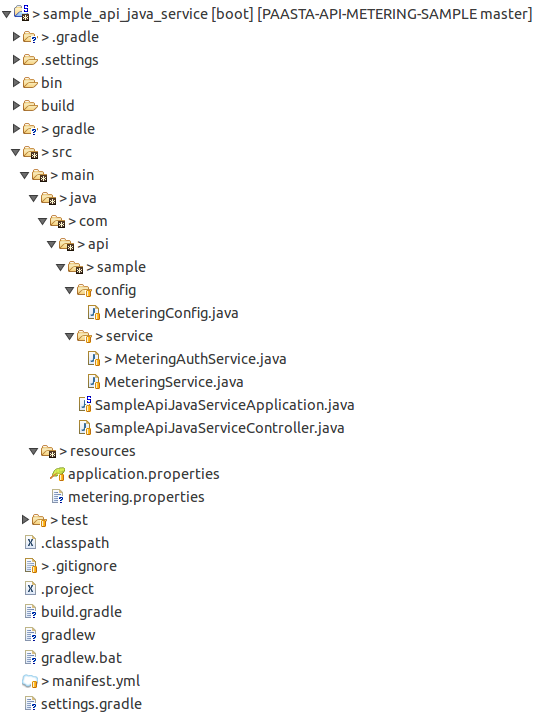 > sample_api_java_service [boot] [PAASTA-API-METERING-SAMPLE master]
> .gradle
.settings
bin
build
> gradle
> src
> main
> java
> com
> api
> sample
config
MeteringConfig.java
> service
> MeteringAuthService.java
MeteringService.java
SampleApiJavaServiceApplication.java
SampleApiJavaServiceController.java
> resources
application.properties
metering.properties
> test
.classpath
> .gitignore
.project
build.gradle
gradlew
gradlew.bat
> manifest.yml
settings.gradle